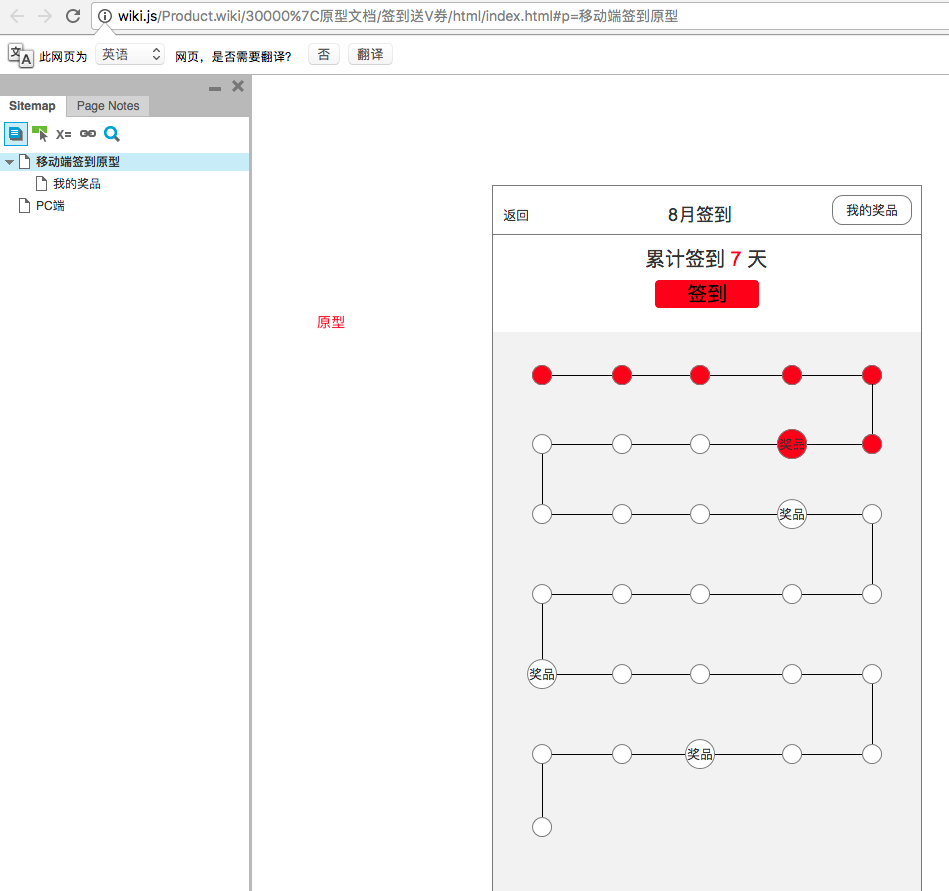 wiki.js/Product.wiki/30000%7C原型文档/签到送V券/html/index.html#p=移动端签到原型
此网页为 英语 网页，是否需要翻译？ 否 翻译
Sitemap Page Notes
X=
移动端签到原型
我的奖品
PC端
原型
返回 8月签到 我的奖品
累计签到 7 天
签到
奖品
奖品
奖品
奖品